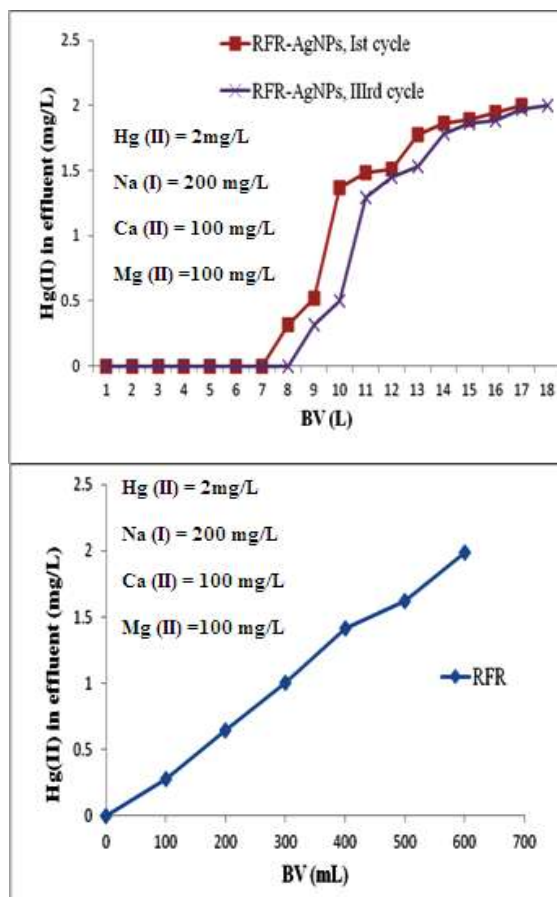 2.5
2
1.5
1
0.5
0
Hg(II) in effluent (mg/L)
RFR-AgNPs, Ist cycle
RFR-AgNPs, IIIrd cycle
Hg (II) = 2mg/L
Na (I) = 200 mg/L
Ca (II) = 100 mg/L
Mg (II) =100 mg/L
1 2 3 4 5 6 7 8 9 10 11 12 13 14 15 16 17 18
BV (L)
2.5
2
1.5
1
0.5
0
Hg(II) in effluent (mg/L)
Hg (II) = 2mg/L
Na (I) = 200 mg/L
Ca (II) = 100 mg/L
Mg (II) =100 mg/L
RFR
0 100 200 300 400 500 600 700
BV (mL)